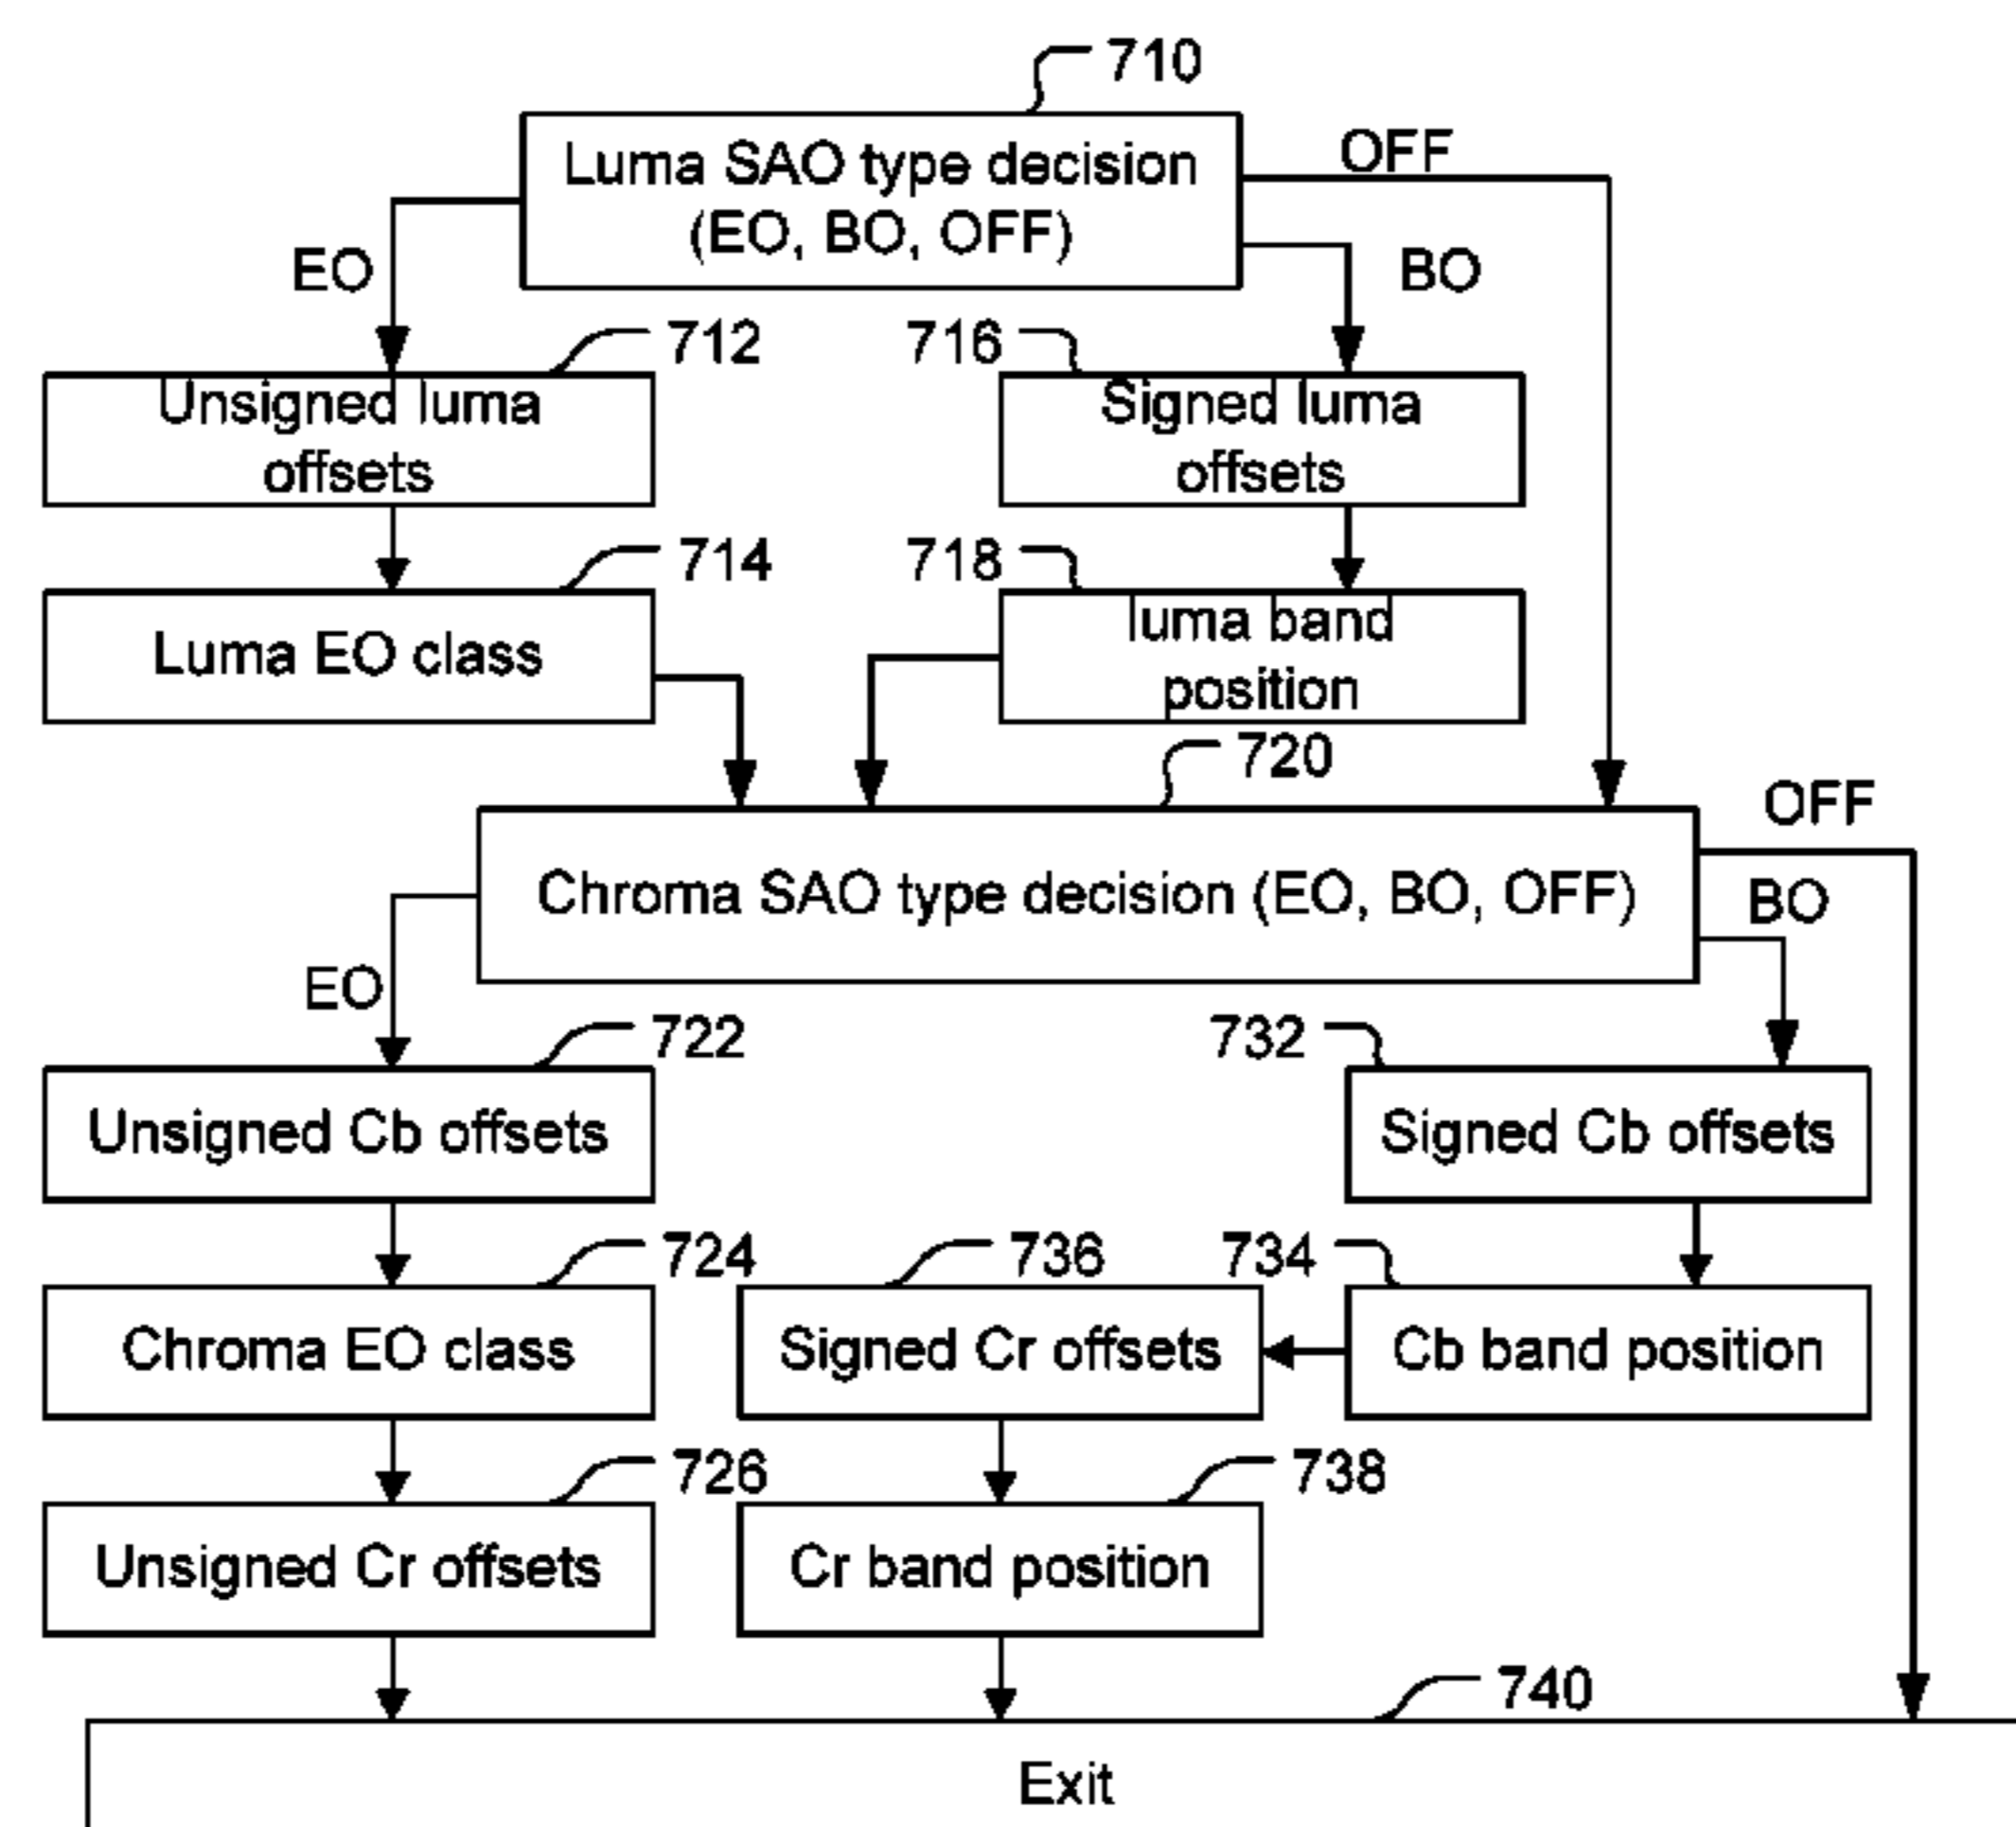 710
Luma SAO type decision
(EO, BO, OFF)
OFF
EO
BO
712
716
Unsigned luma
offsets
Signed luma
offsets
714
718
Luma EO class
luma band
position
720
OFF
Chroma SAO type decision (EO, BO, OFF)
BO
EO
722
732
Unsigned Cb offsets
Signed Cb offsets
724
736
734
Chroma EO class
Signed Cr offsets
Cb band position
726
738
Unsigned Cr offsets
Cr band position
740
Exit